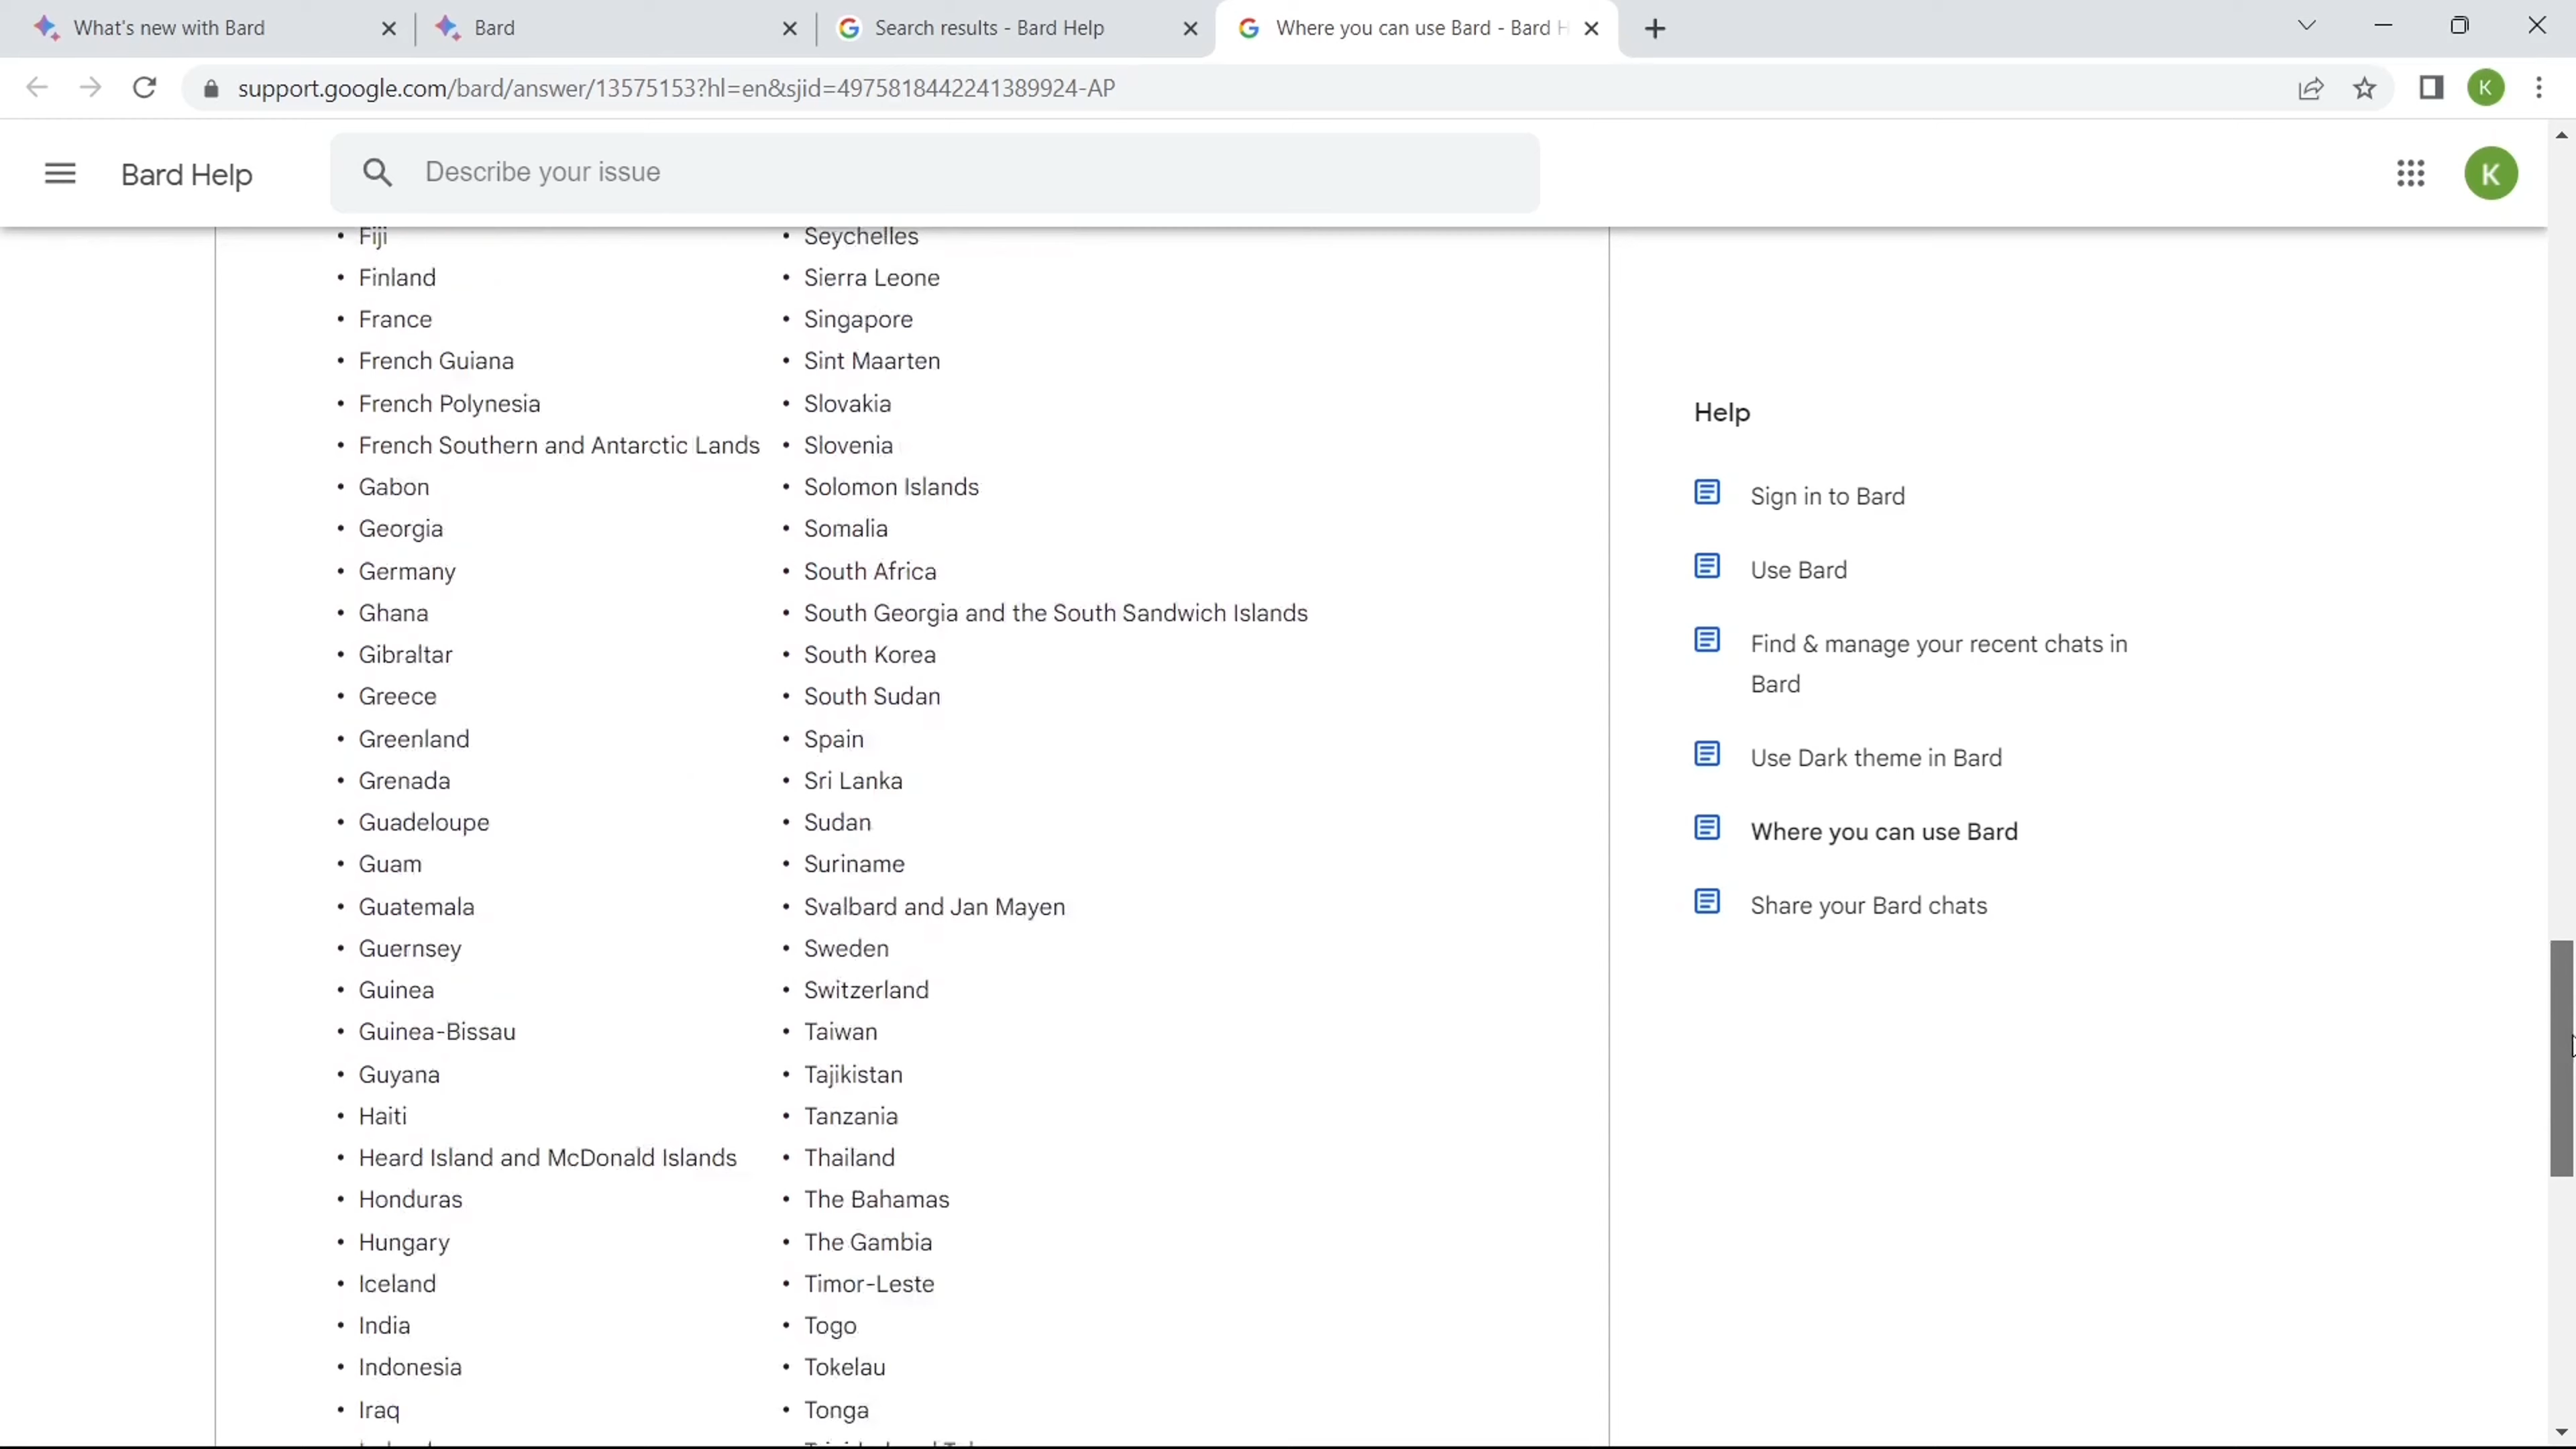 What's new with Bard
Bard
Search results - Bard Help
Where you can use Bard - Bard H
support.google.com/bard/answer/13575153?hl=en&sjid=4975818442241389924-AP
K
Bard Help
Describe your issue
K
• Fiji
• Finland
• France
• French Guiana
• French Polynesia
• French Southern and Antarctic Lands
• Gabon
• Georgia
• Germany
• Ghana
• Gibraltar
• Greece
• Greenland
• Grenada
• Guadeloupe
• Guam
• Guatemala
• Guernsey
• Guinea
• Guinea-Bissau
• Guyana
• Haiti
• Heard Island and McDonald Islands
• Honduras
• Hungary
• Iceland
• India
• Indonesia
• Iraq
• Seychelles
• Sierra Leone
• Singapore
• Sint Maarten
• Slovakia
• Slovenia
• Solomon Islands
• Somalia
• South Africa
• South Georgia and the South Sandwich Islands
• South Korea
• South Sudan
• Spain
• Sri Lanka
• Sudan
• Suriname
• Svalbard and Jan Mayen
• Sweden
• Switzerland
• Taiwan
• Tajikistan
• Tanzania
• Thailand
• The Bahamas
• The Gambia
• Timor-Leste
• Togo
• Tokelau
• Tonga
Help
Sign in to Bard
Use Bard
Find & manage your recent chats in
Bard
Use Dark theme in Bard
Where you can use Bard
Share your Bard chats